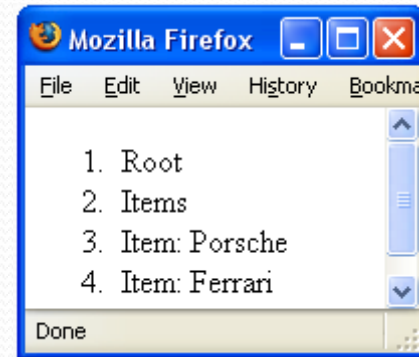 Mozilla Firefox
File Edit View History Bookma
1. Root
2. Items
3. Item: Porsche
4. Item: Ferrari
Done